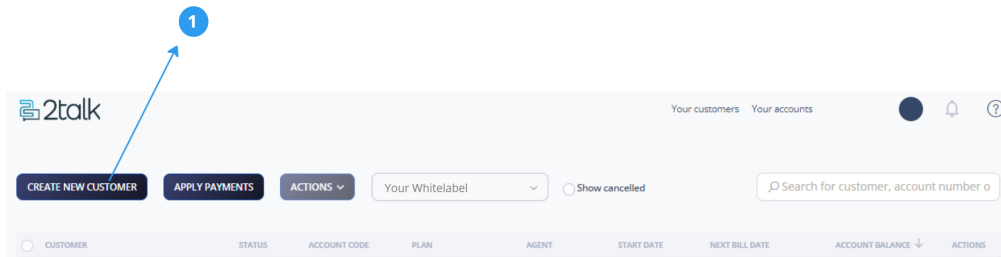 1
2talk
Your customers Your accounts
?
CREATE NEW CUSTOMER APPLY PAYMENTS ACTIONS Your Whitelabel Show cancelled Search for customer, account number o
CUSTOMER STATUS ACCOUNT CODE PLAN AGENT START DATE NEXT BILL DATE ACCOUNT BALANCE ACTIONS